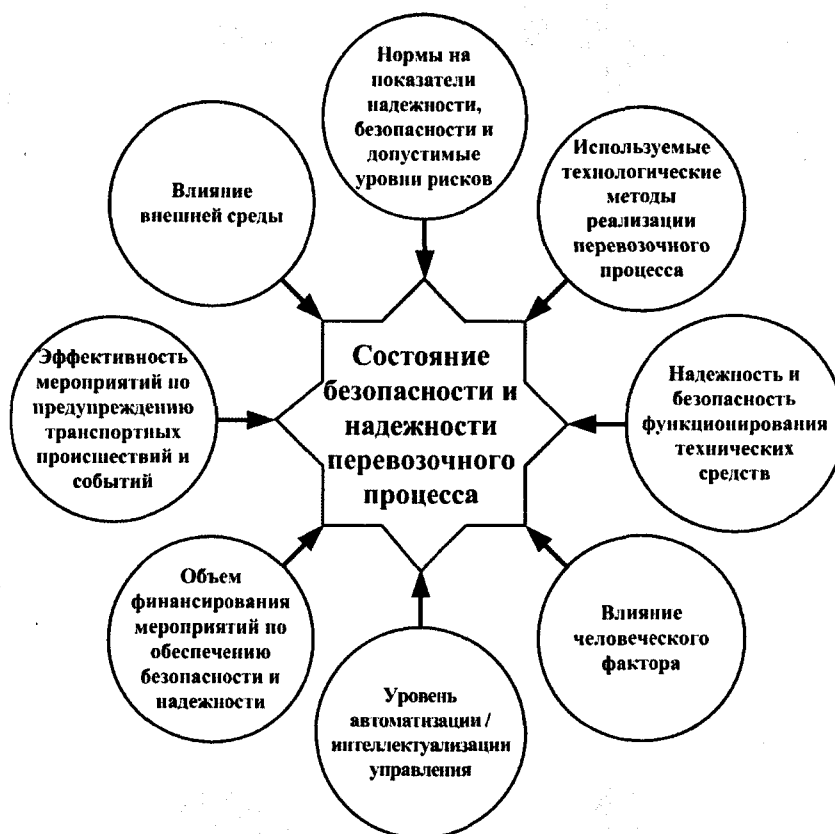 Нормы на
показатели
надежности,
безопасности и
допустимые
уровни рисков
Влияние
внешней среды
Используемые
технологические
методы
реализации
перевозочного
процесса
Эффективность
мероприятий по
предупреждению
транспортных
происшествий и
событий
Состояние
безопасности и
надежности
перевозочного
процесса
Надежность и
безопасность
функционирования
технических
средств
Объем
финансирования
мероприятий по
обеспечению
безопасности и
надежности
Влияние
человеческого
фактора
Уровень
автоматизации /
интеллектуализации
управления